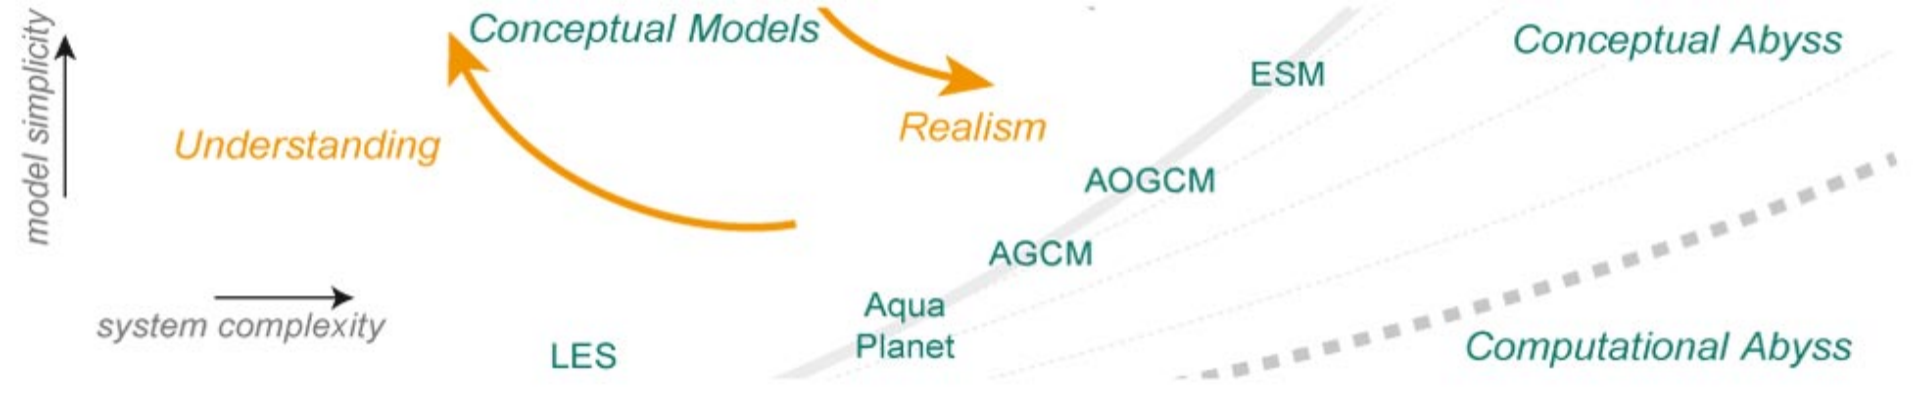 model simplicity
Conceptual Models
Conceptual Abyss
ESM
Realism
Understanding
AOGCM
AGCM
Aqua
Planet
system complexity
LES
Computational Abyss